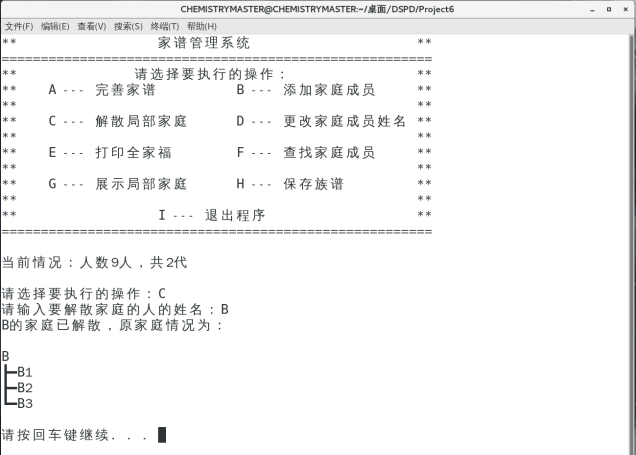 CHEMISTRYMASTER@CHEMISTRYMASTER:~/桌面/DSPD/Project6
文件(F) 编辑(E) 查看(V) 搜索(S) 终端(T) 帮助(H)
** 家谱管理系统 **
=======================================================
** 请选择要执行的操作： **
** A --- 完善家谱 B --- 添加家庭成员 **
** **
** C --- 解散局部家庭 D --- 更改家庭成员姓名 **
** **
** E --- 打印全家福 F --- 查找家庭成员 **
** **
** G --- 展示局部家庭 H --- 保存族谱 **
** **
** I --- 退出程序 **
=======================================================
当前情况：人数9人，共2代
请选择要执行的操作：C
请输入要解散家庭的人的姓名：B
B的家庭已解散，原家庭情况为：
B
┣━B1
┣━B2
┗━B3
请按回车键继续. . .